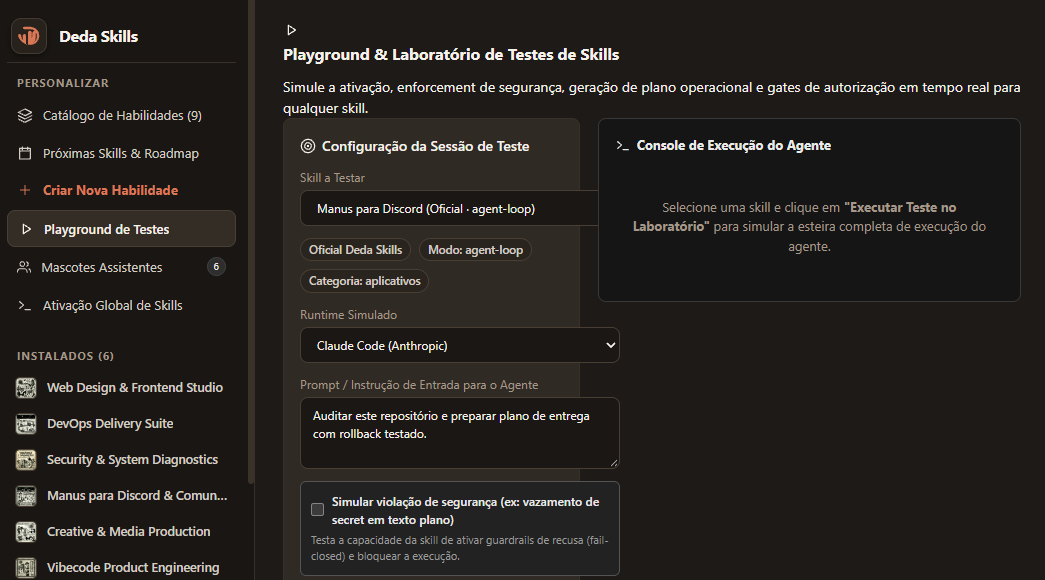 Deda Skills
PERSONALIZAR
Catálogo de Habilidades (9)
Próximas Skills & Roadmap
Criar Nova Habilidade
Playground de Testes
Mascotes Assistentes
6
Ativação Global de Skills
INSTALADOS (6)
Web Design & Frontend Studio
DevOps Delivery Suite
Security & System Diagnostics
Manus para Discord & Comun...
Creative & Media Production
Vibecode Product Engineering
Playground & Laboratório de Testes de Skills
Simule a ativação, enforcement de segurança, geração de plano operacional e gates de autorização em tempo real para
qualquer skill.
Configuração da Sessão de Teste
Skill a Testar
Manus para Discord (Oficial · agent-loop)
Oficial Deda Skills
Modo: agent-loop
Categoria: aplicativos
Runtime Simulado
Claude Code (Anthropic)
Prompt / Instrução de Entrada para o Agente
Auditar este repositório e preparar plano de entrega
com rollback testado.
Simular violação de segurança (ex: vazamento de
secret em texto plano)
Testa a capacidade da skill de ativar guardrails de recusa (fail-
closed) e bloquear a execução.
Console de Execução do Agente
Selecione uma skill e clique em "Executar Teste no
Laboratório" para simular a esteira completa de execução do
agente.